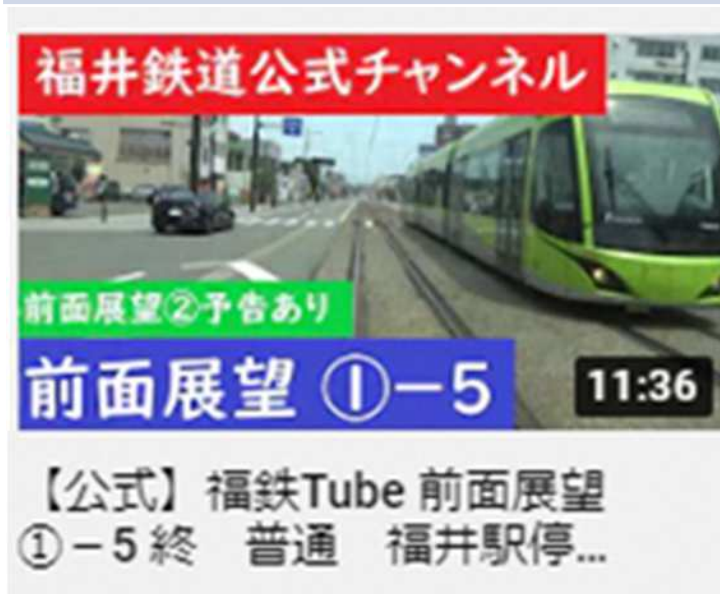 福井鉄道公式チャンネル
前面展望②予告あり
前面展望 ①－5
11:36
【公式】福鉄Tube 前面展望
①－5 終　普通　福井駅停...